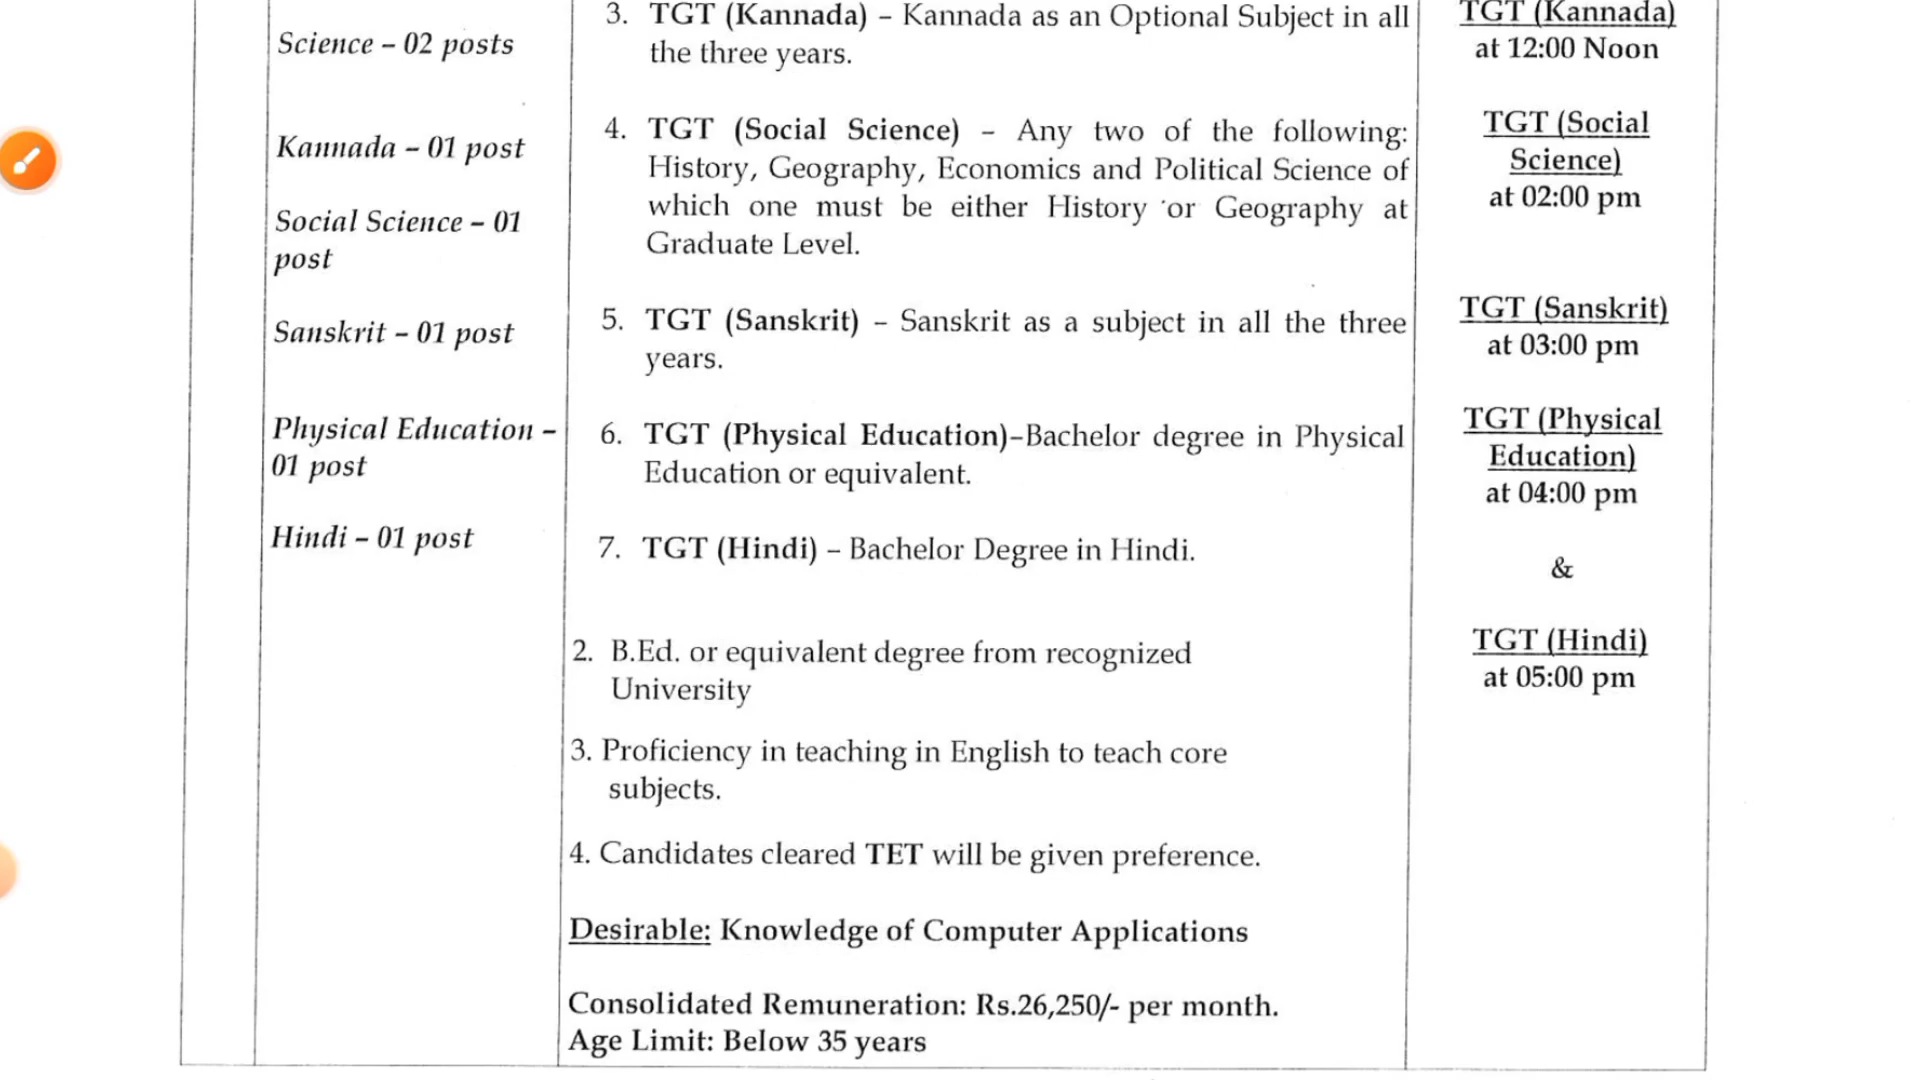 Science – 02 posts
Kannada – 01 post
Social Science – 01
post
Sanskrit – 01 post
Physical Education –
01 post
Hindi – 01 post
3. TGT (Kannada) – Kannada as an Optional Subject in all
the three years.
4. TGT (Social Science) – Any two of the following:
History, Geography, Economics and Political Science of
which one must be either History or Geography at
Graduate Level.
5. TGT (Sanskrit) – Sanskrit as a subject in all the three
years.
6. TGT (Physical Education)–Bachelor degree in Physical
Education or equivalent.
7. TGT (Hindi) – Bachelor Degree in Hindi.
2. B.Ed. or equivalent degree from recognized
University
3. Proficiency in teaching in English to teach core
subjects.
4. Candidates cleared TET will be given preference.
Desirable: Knowledge of Computer Applications
Consolidated Remuneration: Rs.26,250/- per month.
Age Limit: Below 35 years
TGT (Kannada)
at 12:00 Noon
TGT (Social
Science)
at 02:00 pm
TGT (Sanskrit)
at 03:00 pm
TGT (Physical
Education)
at 04:00 pm
&
TGT (Hindi)
at 05:00 pm